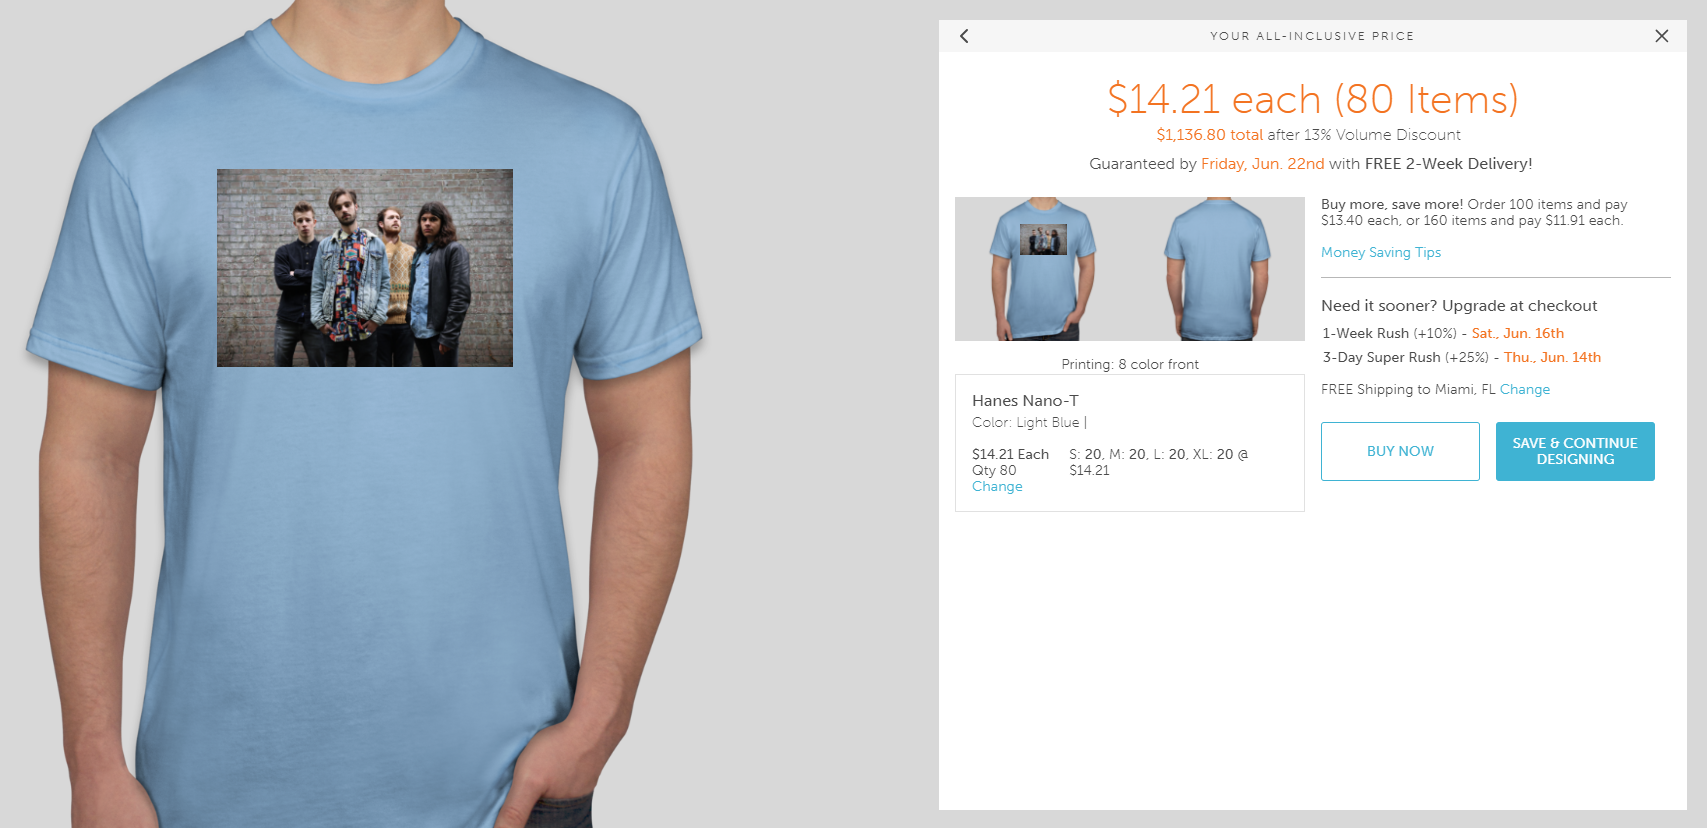 YOUR ALL-INCLUSIVE PRICE
$14.21 each (80 Items)
$1,136.80 total after 13% Volume Discount
Guaranteed by Friday, Jun. 22nd with FREE 2-Week Delivery!
Printing: 8 color front
Hanes Nano-T
Color: Light Blue |
$14.21 Each
Qty 80
Change
S: 20, M: 20, L: 20, XL: 20 @
$14.21
Buy more, save more! Order 100 items and pay
$13.40 each, or 160 items and pay $11.91 each.
Money Saving Tips
Need it sooner? Upgrade at checkout
1-Week Rush (+10%) - Sat., Jun. 16th
3-Day Super Rush (+25%) - Thu., Jun. 14th
FREE Shipping to Miami, FL Change
BUY NOW
SAVE & CONTINUE
DESIGNING